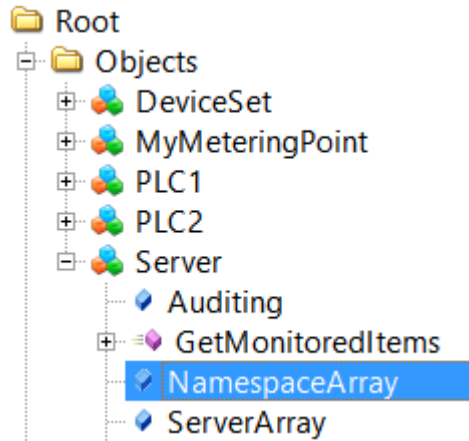 Root
Objects
DeviceSet
MyMeteringPoint
PLC1
PLC2
Server
Auditing
GetMonitoredItems
NamespaceArray
ServerArray